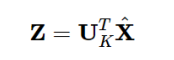 Z = U_K^T X̂